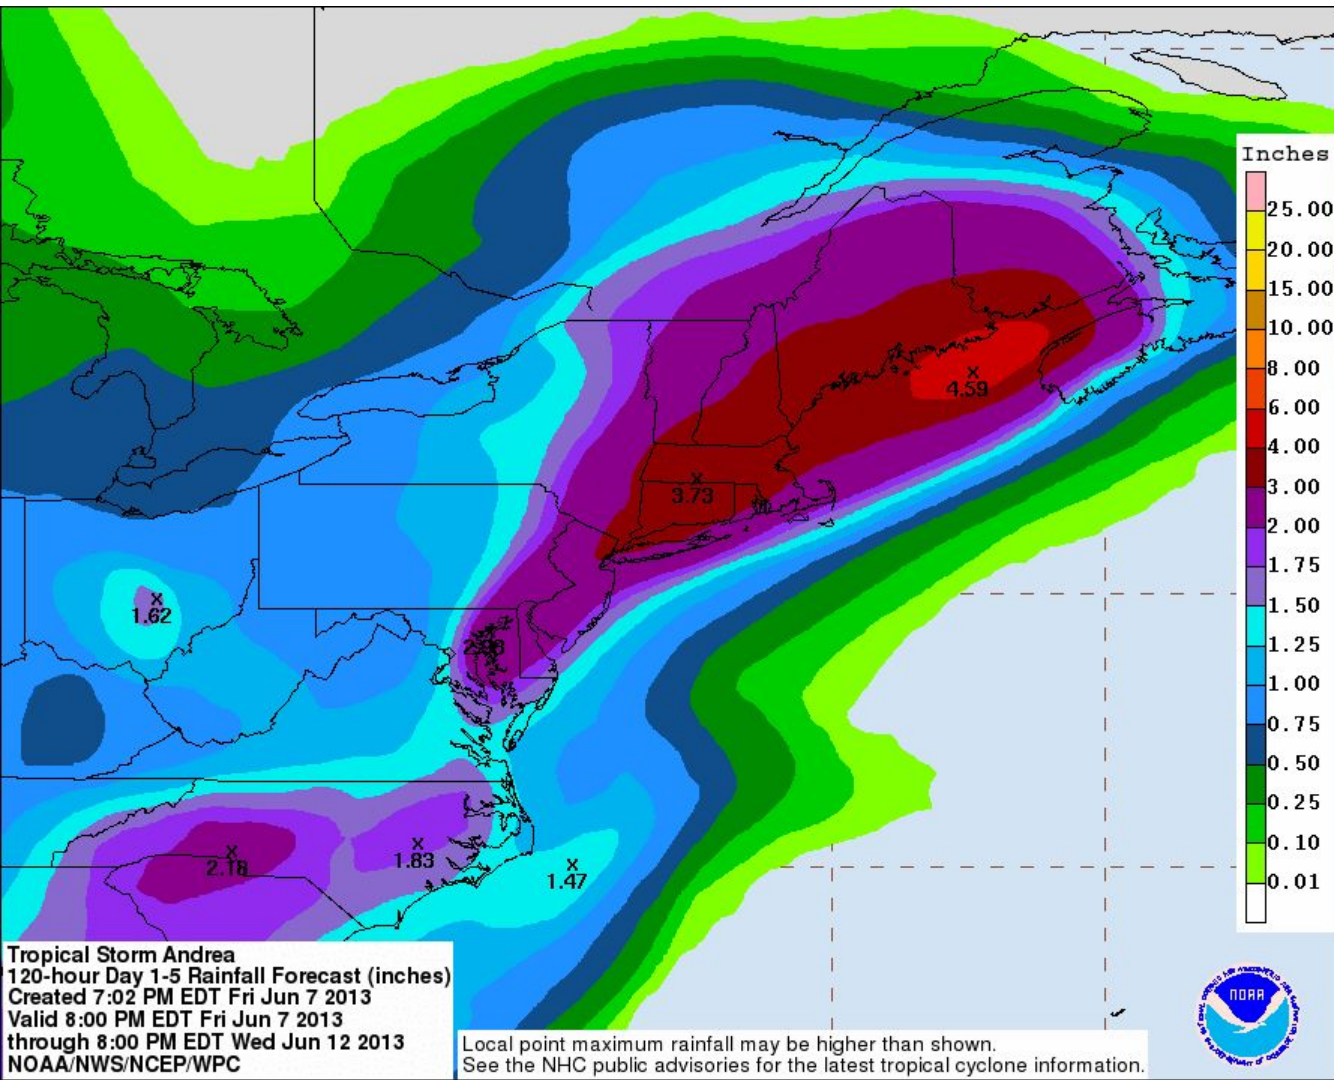 Inches
25.00
20.00
15.00
10.00
8.00
6.00
4.00
3.00
2.00
1.75
1.50
1.25
1.00
0.75
0.50
0.25
0.10
0.01
4.59
3.73
1.62
2.18
1.83
1.47
Tropical Storm Andrea
120-hour Day 1-5 Rainfall Forecast (inches)
Created 7:02 PM EDT Fri Jun 7 2013
Valid 8:00 PM EDT Fri Jun 7 2013
through 8:00 PM EDT Wed Jun 12 2013
NOAA/NWS/NCEP/WPC
Local point maximum rainfall may be higher than shown.
See the NHC public advisories for the latest tropical cyclone information.
NOAA